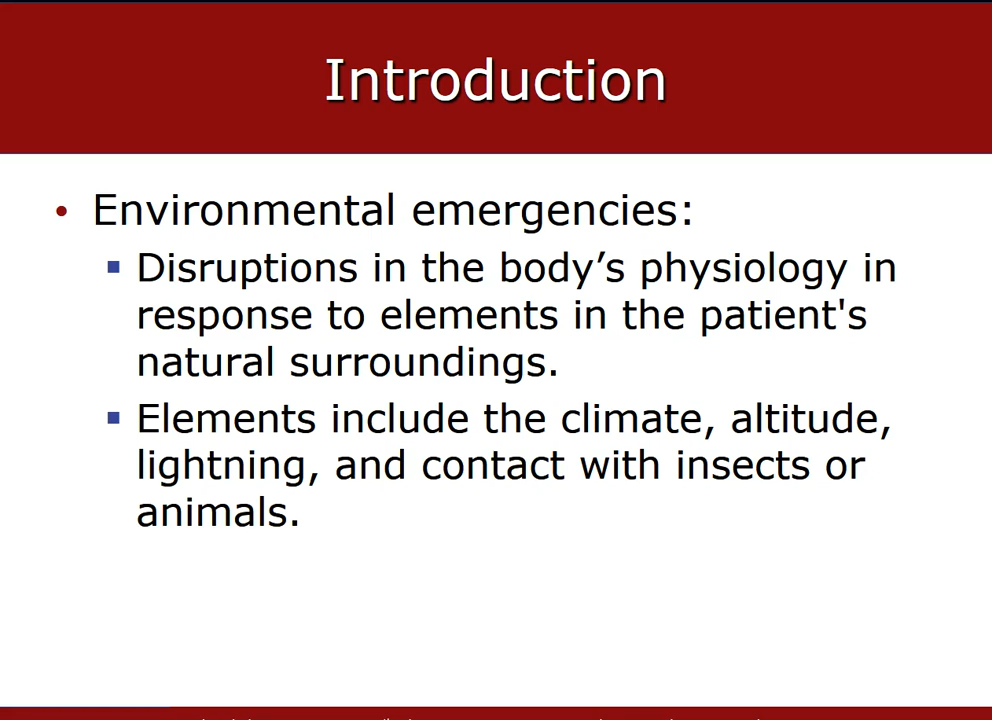 Introduction
• Environmental emergencies:
▪ Disruptions in the body’s physiology in
response to elements in the patient's
natural surroundings.
▪ Elements include the climate, altitude,
lightning, and contact with insects or
animals.